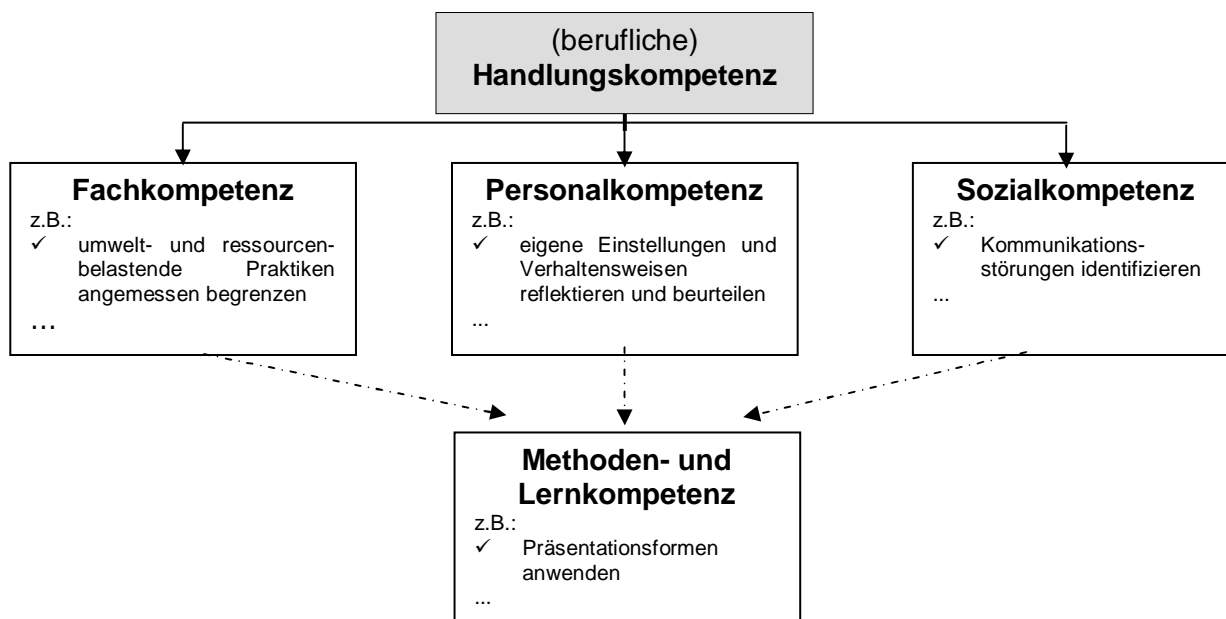 (berufliche)
Handlungskompetenz
Fachkompetenz
z.B.:
✓ umwelt- und ressourcen-
belastende Praktiken
angemessen begrenzen
...
Personalkompetenz
z.B.:
✓ eigene Einstellungen und
Verhaltensweisen
reflektieren und beurteilen
...
Sozialkompetenz
z.B.:
✓ Kommunikations-
störungen identifizieren
...
Methoden- und
Lernkompetenz
z.B.:
✓ Präsentationsformen
anwenden
...